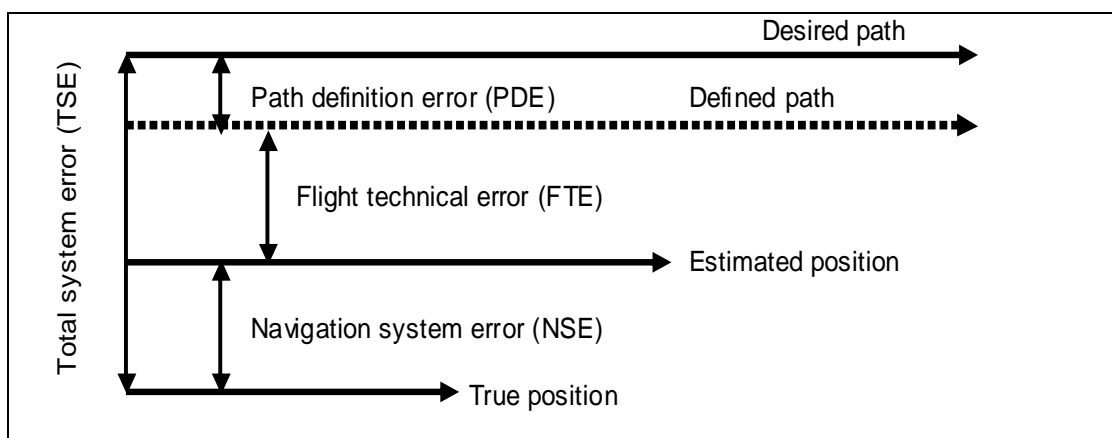 Desired path
Path definition error (PDE)
Defined path
Total system error (TSE)
Flight technical error (FTE)
Estimated position
Navigation system error (NSE)
True position